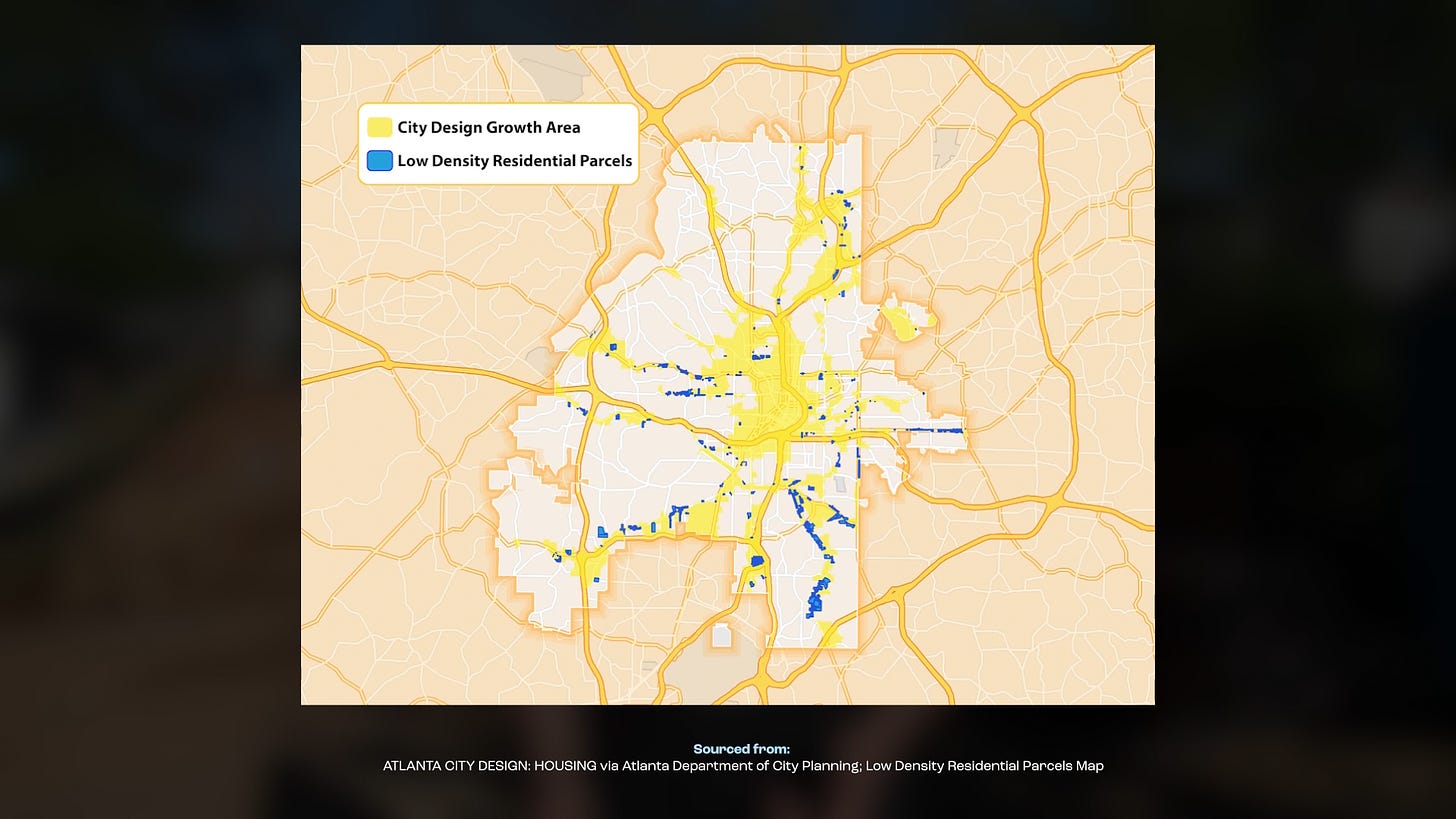 City Design Growth Area
Low Density Residential Parcels
Sourced from:
ATLANTA CITY DESIGN: HOUSING via Atlanta Department of City Planning; Low Density Residential Parcels Map